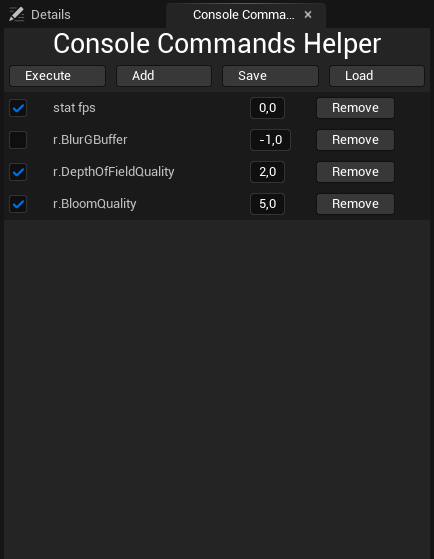 Details Console Comma... ×
Console Commands Helper
Execute Add Save Load
stat fps 0,0 Remove
r.BlurGBuffer -1,0 Remove
r.DepthOfFieldQuality 2,0 Remove
r.BloomQuality 5,0 Remove